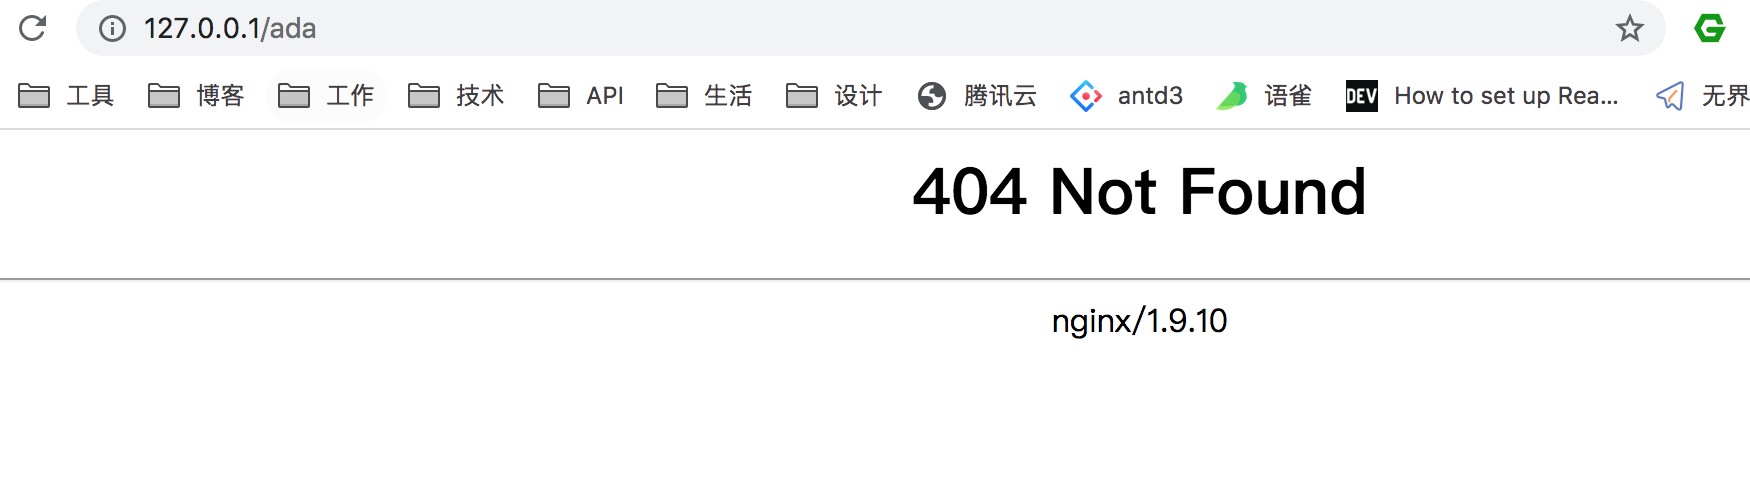 127.0.0.1/ada
工具 博客 工作 技术 API 生活 设计 腾讯云 antd3 语雀 DEV How to set up Rea... 无界
404 Not Found
nginx/1.9.10